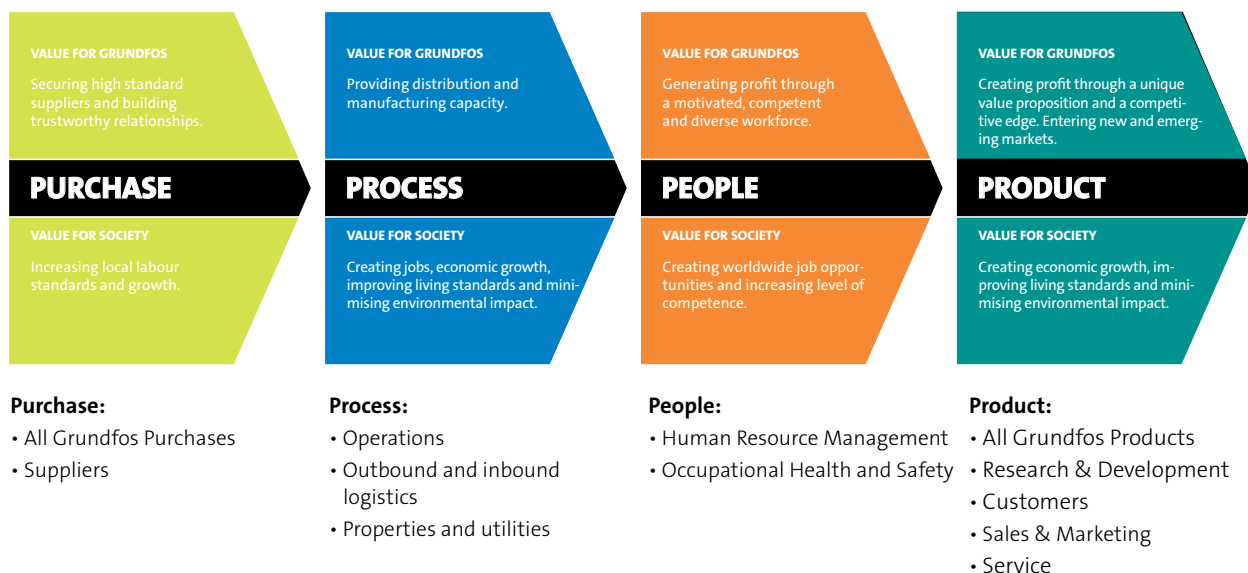 VALUE FOR GRUNDFOS
Securing high standard
suppliers and building
trustworthy relationships.
PURCHASE
VALUE FOR SOCIETY
Increasing local labour
standards and growth.
VALUE FOR GRUNDFOS
Providing distribution and
manufacturing capacity.
PROCESS
VALUE FOR SOCIETY
Creating jobs, economic growth,
improving living standards and mini-
mising environmental impact.
VALUE FOR GRUNDFOS
Generating profit through
a motivated, competent
and diverse workforce.
PEOPLE
VALUE FOR SOCIETY
Creating worldwide job oppor-
tunities and increasing level of
competence.
VALUE FOR GRUNDFOS
Creating profit through a unique
value proposition and a competi-
tive edge. Entering new and emerg-
ing markets.
PRODUCT
VALUE FOR SOCIETY
Creating economic growth, im-
proving living standards and mini-
mising environmental impact.
Purchase:
• All Grundfos Purchases
• Suppliers
Process:
• Operations
• Outbound and inbound
logistics
• Properties and utilities
People:
• Human Resource Management
• Occupational Health and Safety
Product:
• All Grundfos Products
• Research & Development
• Customers
• Sales & Marketing
• Service